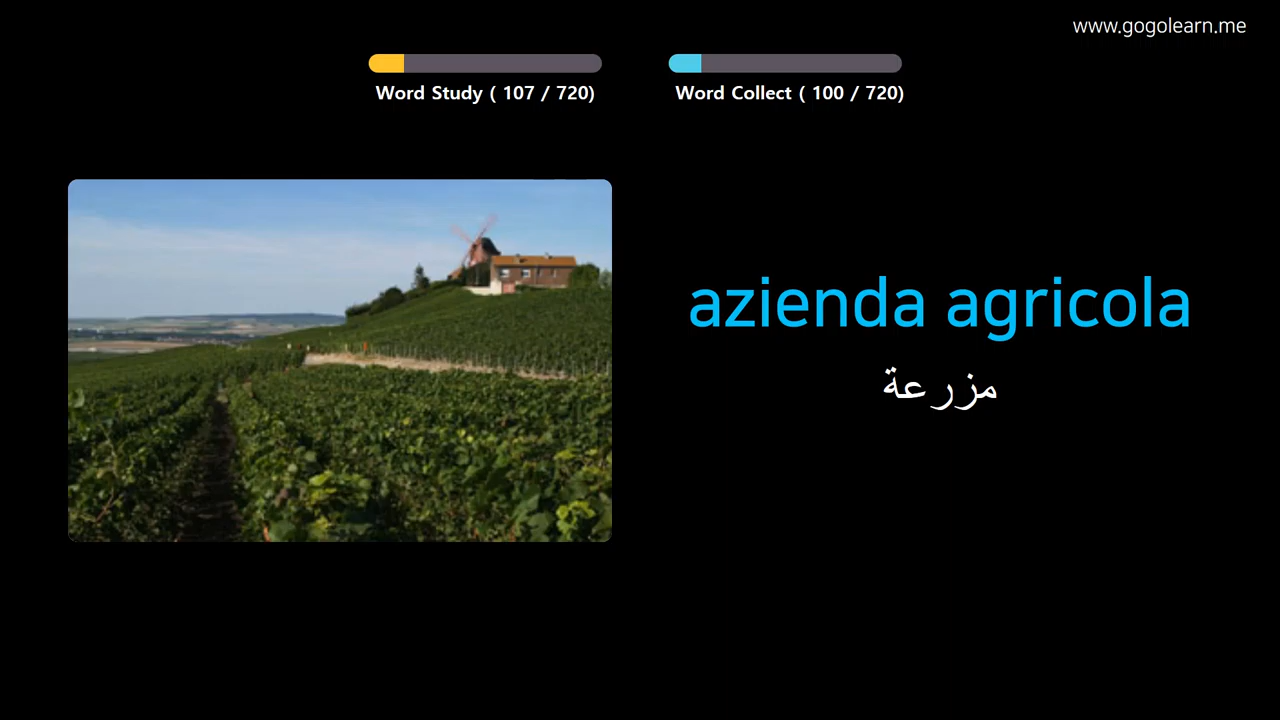 www.gogolearn.me
Word Study ( 107 / 720)
Word Collect ( 100 / 720)
azienda agricola
مزرعة